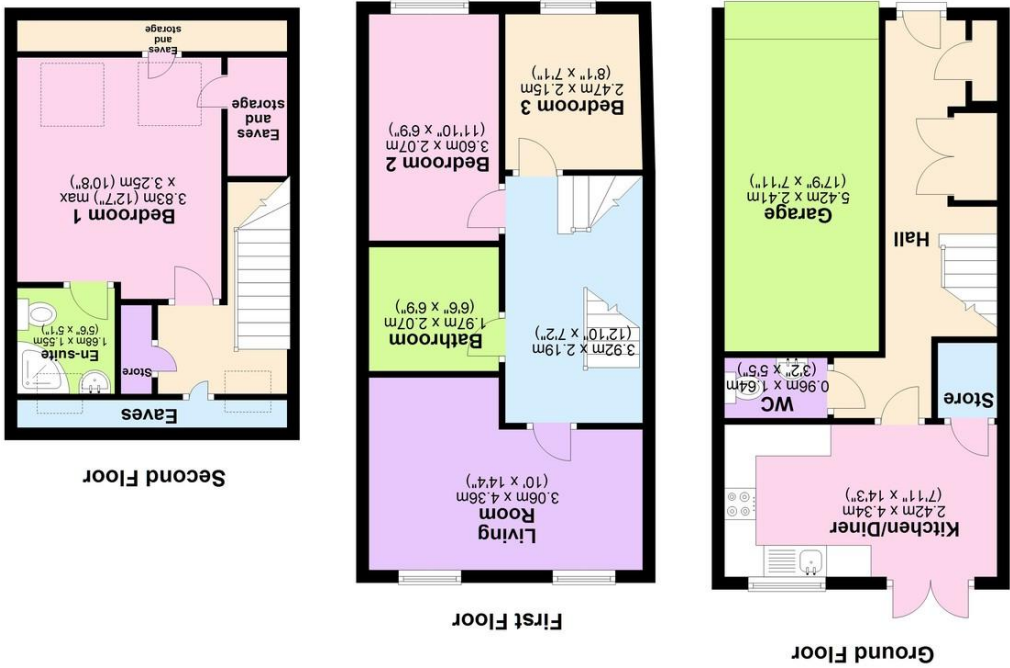 Ground Floor
Kitchen/Diner
2.42m x 4.34m
(7'11" x 14'3")
Store
WC
0.96m x 1.64m
(3'2" x 5'5")
Hall
Garage
5.42m x 2.41m
(17'9" x 7'11")
First Floor
Living
Room
3.06m x 4.36m
(10' x 14'4")
3.92m x 2.19m
(12'10" x 7'2")
Bathroom
1.97m x 2.07m
(6'6" x 6'9")
Bedroom 3
2.47m x 2.15m
(8'1" x 7'1")
Bedroom 2
3.60m x 2.07m
(11'10" x 6'9")
Second Floor
Eaves
Store
En-suite
1.68m x 1.55m
(5'6" x 5'1")
Bedroom 1
3.83m (12'7") max
x 3.25m (10'8")
Eaves
and
storage
Eaves
and
storage